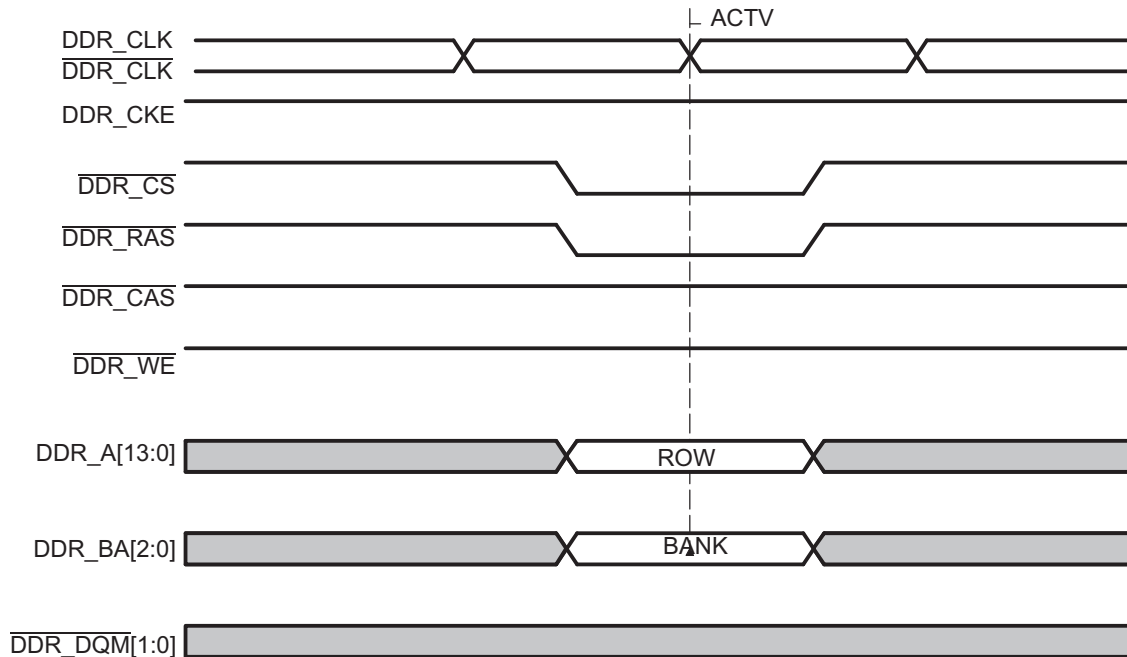 ACTV
DDR_CLK
DDR_CLK
DDR_CKE
DDR_CS
DDR_RAS
DDR_CAS
DDR_WE
DDR_A[13:0]
ROW
DDR_BA[2:0]
BANK
DDR_DQM[1:0]